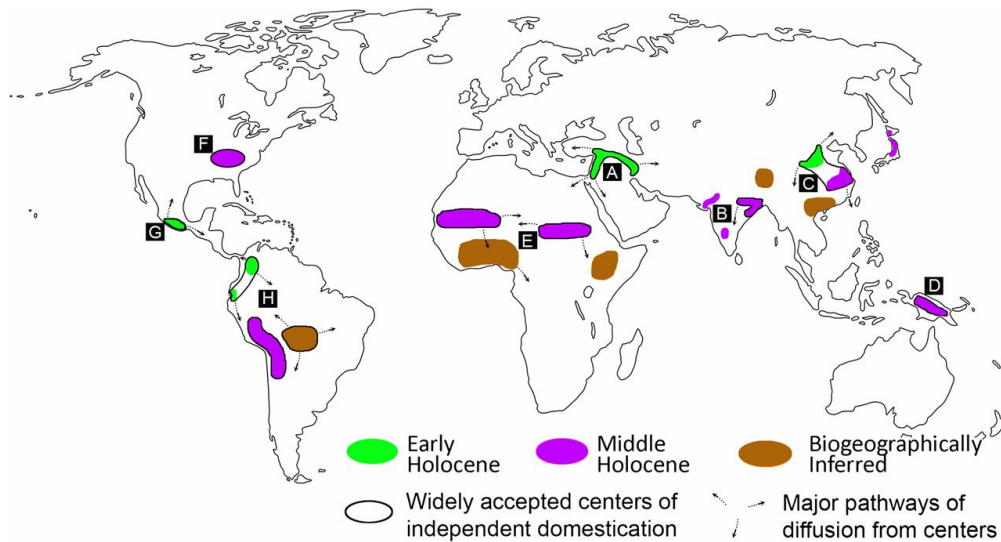 F
A
C
B
G
E
D
H
Early
Holocene
Middle
Holocene
Biogeographically
Inferred
Widely accepted centers of
independent domestication
Major pathways of
diffusion from centers